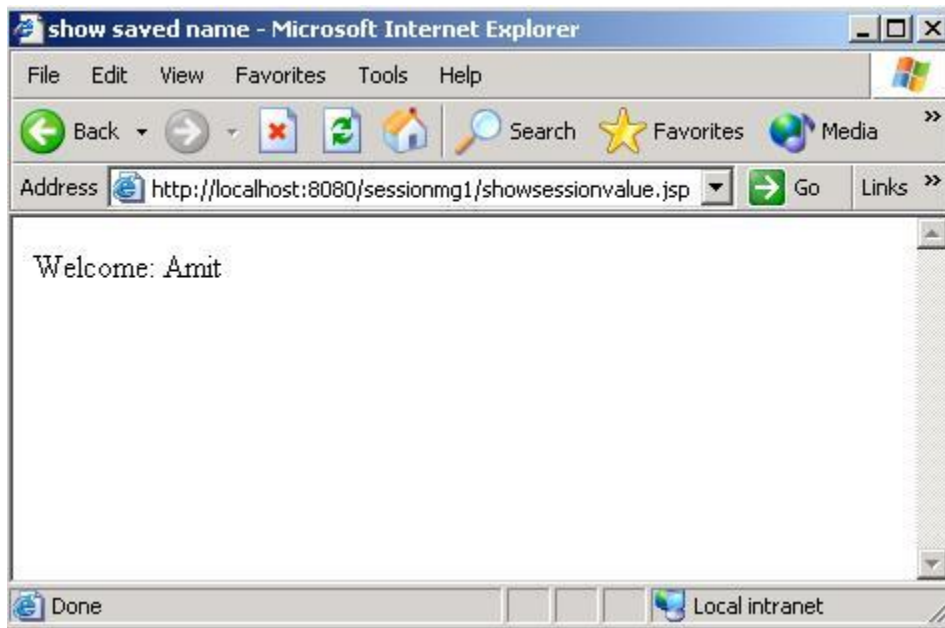 show saved name - Microsoft Internet Explorer
File Edit View Favorites Tools Help
Back Search Favorites Media »
Address http://localhost:8080/sessionmg1/showsessionvalue.jsp Go Links »
Welcome: Amit
Done Local intranet